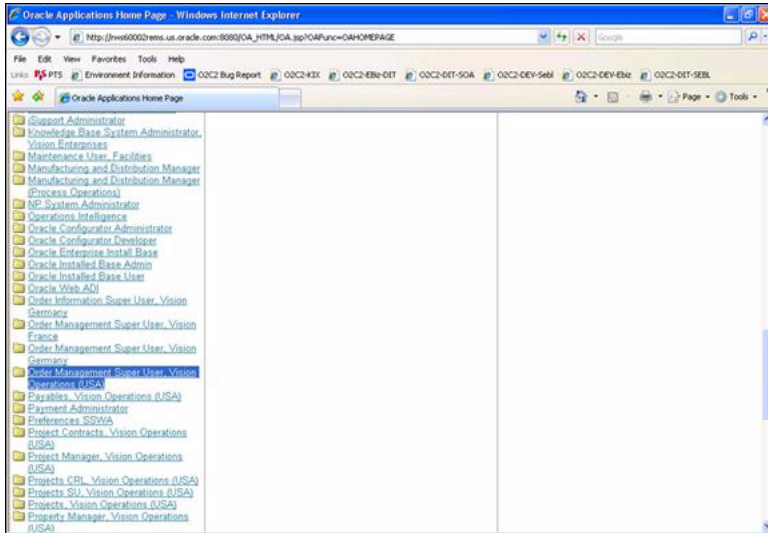 Oracle Applications Home Page - Windows Internet Explorer
http://rws60002rems.us.oracle.com:8080/OA_HTML/OA.jsp?OAFunc=OAHOMEPAGE
Google
File Edit View Favorites Tools Help
Links PTS Environment Information O2C2 Bug Report O2C2-KIX O2C2-EBiz-DIT O2C2-DIT-SOA O2C2-DEV-Sebl O2C2-DEV-Ebiz O2C2-DIT-SEBL
Oracle Applications Home Page
Page Tools
iSupport Administrator
Knowledge Base System Administrator,
Vision Enterprises
Maintenance User, Facilities
Manufacturing and Distribution Manager
Manufacturing and Distribution Manager
(Process Operations)
NP System Administrator
Operations Intelligence
Oracle Configurator Administrator
Oracle Configurator Developer
Oracle Enterprise Install Base
Oracle Installed Base Admin
Oracle Installed Base User
Oracle Web ADI
Order Information Super User, Vision
Germany
Order Management Super User, Vision
France
Order Management Super User, Vision
Germany
Order Management Super User, Vision
Operations (USA)
Payables, Vision Operations (USA)
Payment Administrator
Preferences SSWA
Project Contracts, Vision Operations
(USA)
Project Manager, Vision Operations
(USA)
Projects CRL, Vision Operations (USA)
Projects SU, Vision Operations (USA)
Projects, Vision Operations (USA)
Property Manager, Vision Operations
(USA)